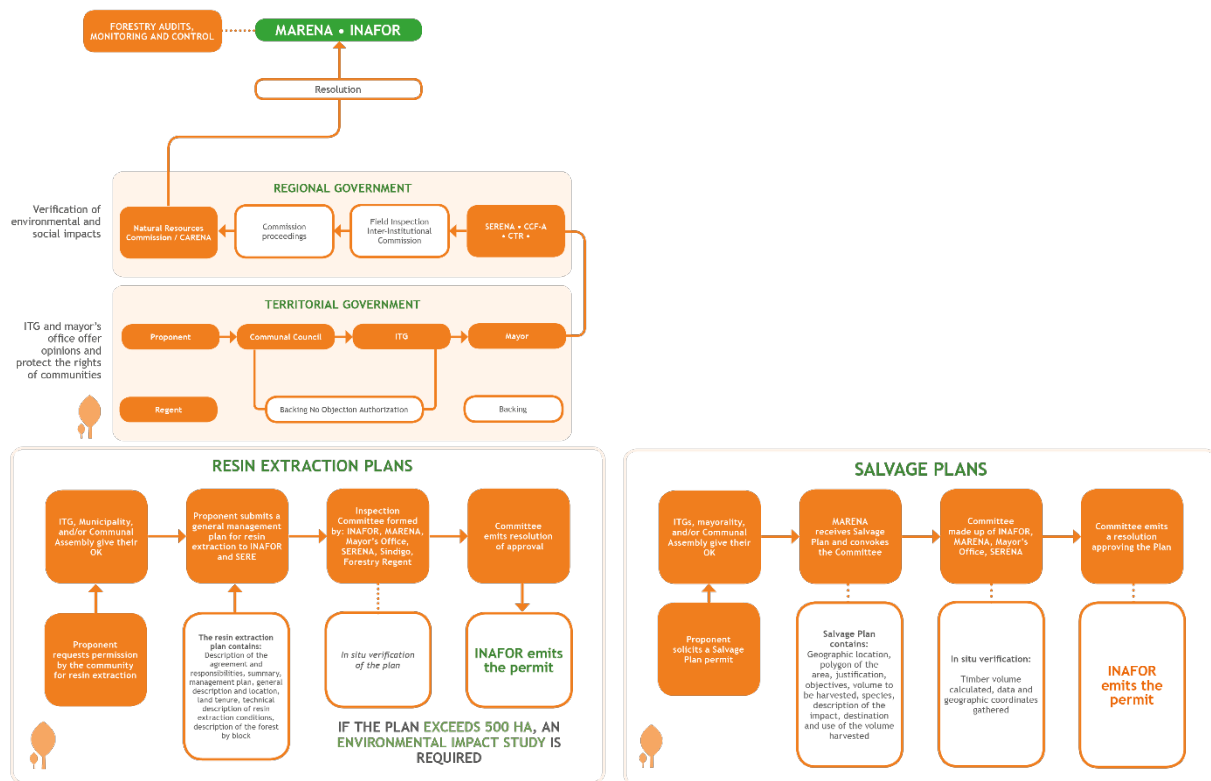 FORESTRY AUDITS,
MONITORING AND CONTROL
MARENA • INAFOR
Resolution
Verification of
environmental and
social impacts
REGIONAL GOVERNMENT
Natural Resources
Commission / CARENA
Commission
proceedings
Field Inspection
Inter-Institutional
Commission
SERENA • CCF-A
• CTR •
ITG and mayor's
office offer
opinions and
protect the rights
of communities
TERRITORIAL GOVERNMENT
Proponent
Communal Council
ITG
Mayor
Regent
Backing No Objection Authorization
Backing
RESIN EXTRACTION PLANS
ITG, Municipality,
and/or Communal
Assembly give their
OK
Proponent submits a
general management
plan for resin
extraction to INAFOR
and SERE
Inspection
Committee formed
by: INAFOR, MARENA,
Mayor's Office,
SERENA, Sindigo,
Forestry Regent
Committee
emits resolution
of approval
Proponent
requests permission
by the community
for resin extraction
The resin extraction
plan contains:
Description of the
agreement and
responsibilities, summary,
management plan, general
description and location,
land tenure, technical
description of resin
extraction conditions,
description of the forest
by block
In situ verification
of the plan
INAFOR emits
the permit
IF THE PLAN EXCEEDS 500 HA, AN
ENVIRONMENTAL IMPACT STUDY IS
REQUIRED
SALVAGE PLANS
ITGs, mayorality,
and/or Communal
Assembly give their
OK
MARENA
receives Salvage
Plan and convokes
the Committee
Committee
made up of INAFOR,
MARENA, Mayor's
Office, SERENA
Committee emits
a resolution
approving the Plan
Proponent
solicits a Salvage
Plan permit
Salvage Plan
contains:
Geographic location,
polygon of the
area, justification,
objectives, volume to
be harvested, species,
description of the
impact, destination
and use of the volume
harvested
In situ verification:
Timber volume
calculated, data and
geographic coordinates
gathered
INAFOR
emits the
permit